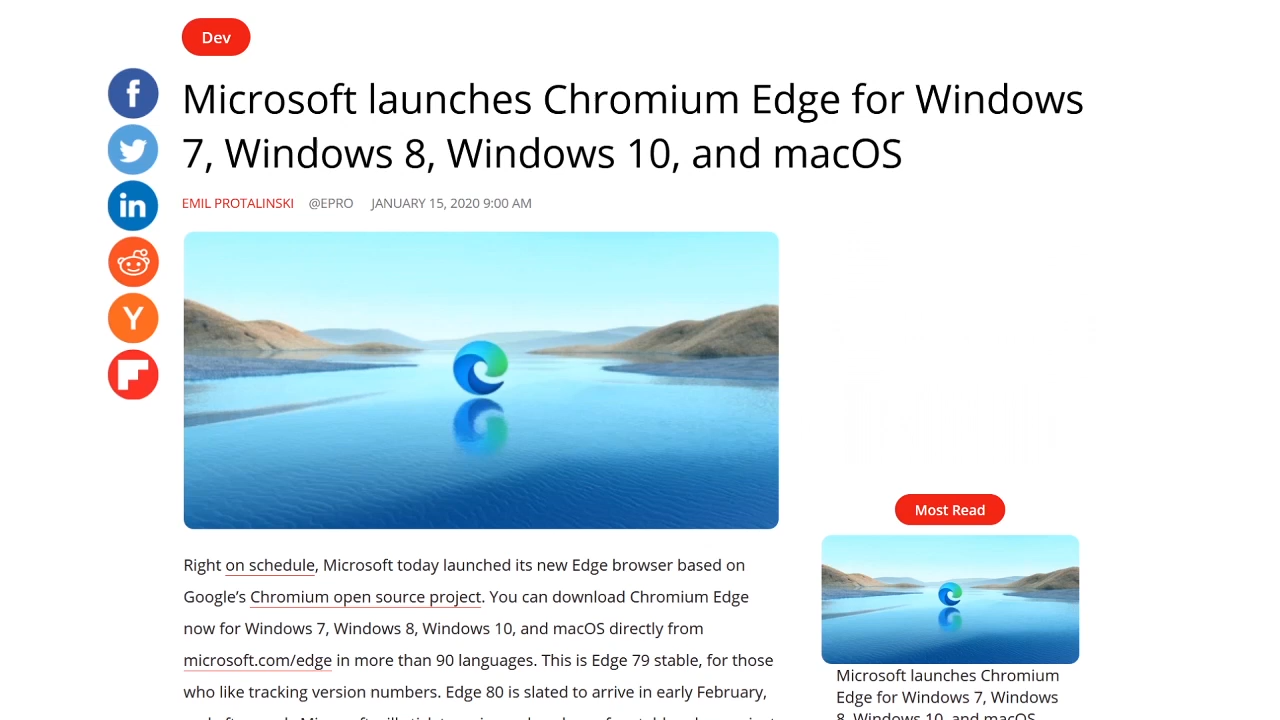 Dev
Microsoft launches Chromium Edge for Windows
7, Windows 8, Windows 10, and macOS
EMIL PROTALINSKI @EPRO JANUARY 15, 2020 9:00 AM
Right on schedule, Microsoft today launched its new Edge browser based on
Google’s Chromium open source project. You can download Chromium Edge
now for Windows 7, Windows 8, Windows 10, and macOS directly from
microsoft.com/edge in more than 90 languages. This is Edge 79 stable, for those
who like tracking version numbers. Edge 80 is slated to arrive in early February,
Most Read
Microsoft launches Chromium
Edge for Windows 7, Windows
8, Windows 10, and macOS